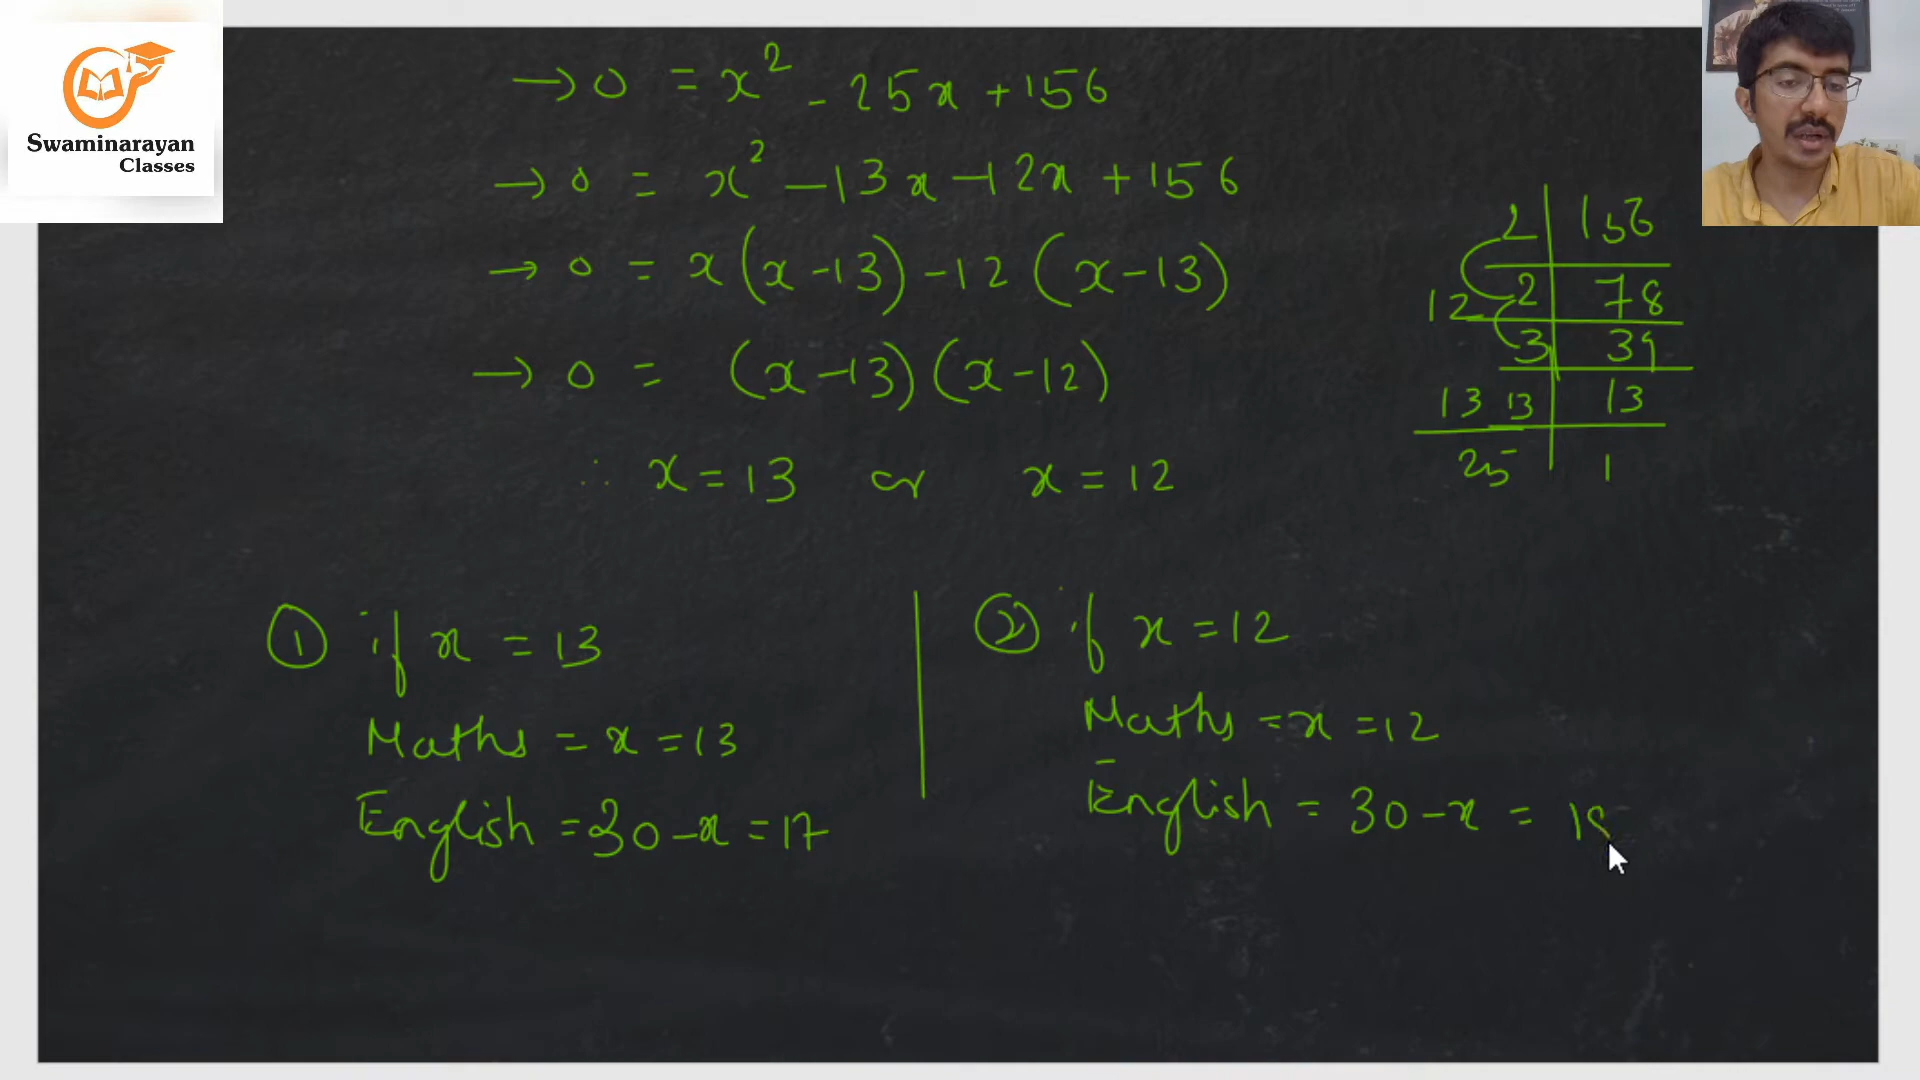 Swaminarayan
Classes
→ 0 = x² - 25x + 156
→ 0 = x² - 13x - 12x + 156
→ 0 = x(x-13) - 12(x-13)
→ 0 = (x-13)(x-12)
∴ x = 13 or x = 12
2 | 156
12 2 | 78
3 | 39
13 13 | 13
25 | 1
① if x = 13
Maths = x = 13
English = 30 - x = 17
② if x = 12
Maths = x = 12
English = 30 - x =